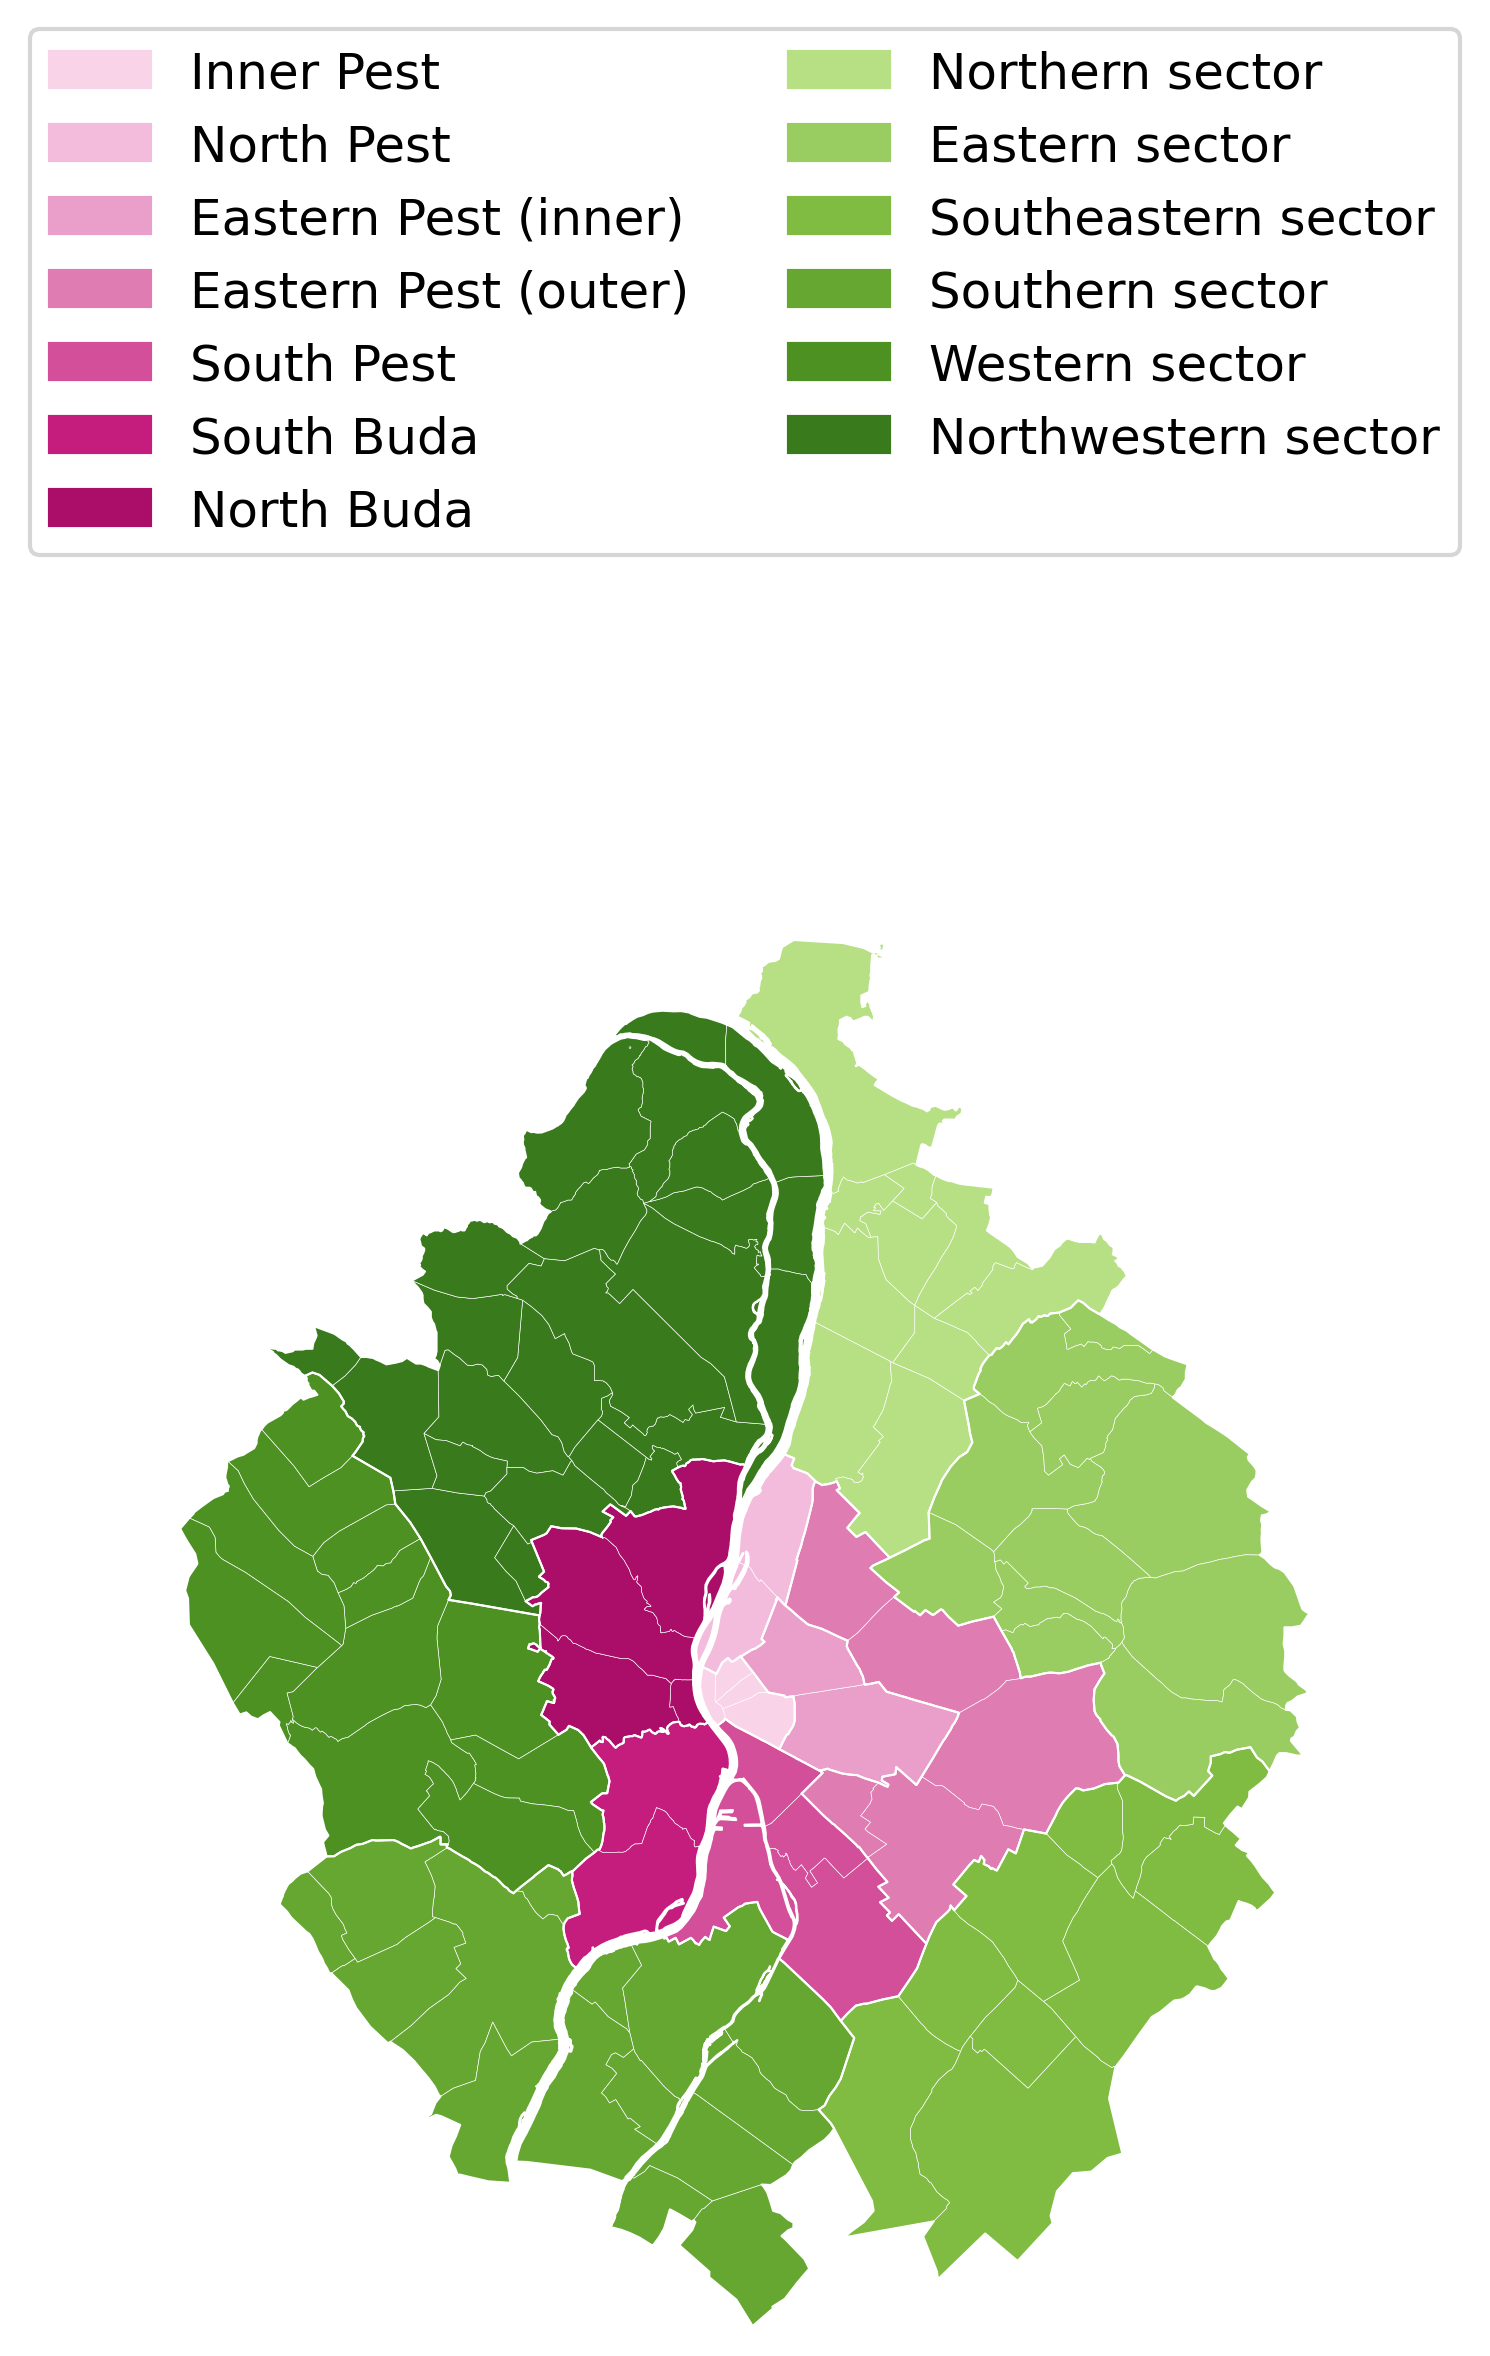 Inner Pest
North Pest
Eastern Pest (inner)
Eastern Pest (outer)
South Pest
South Buda
North Buda
Northern sector
Eastern sector
Southeastern sector
Southern sector
Western sector
Northwestern sector